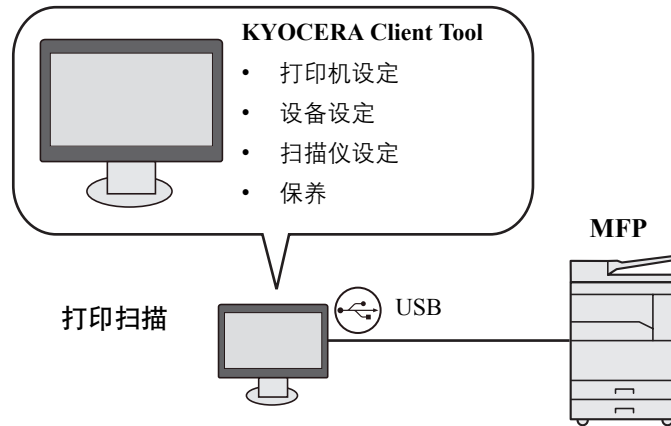 KYOCERA Client Tool
• 打印机设定
• 设备设定
• 扫描仪设定
• 保养
MFP
打印扫描
USB